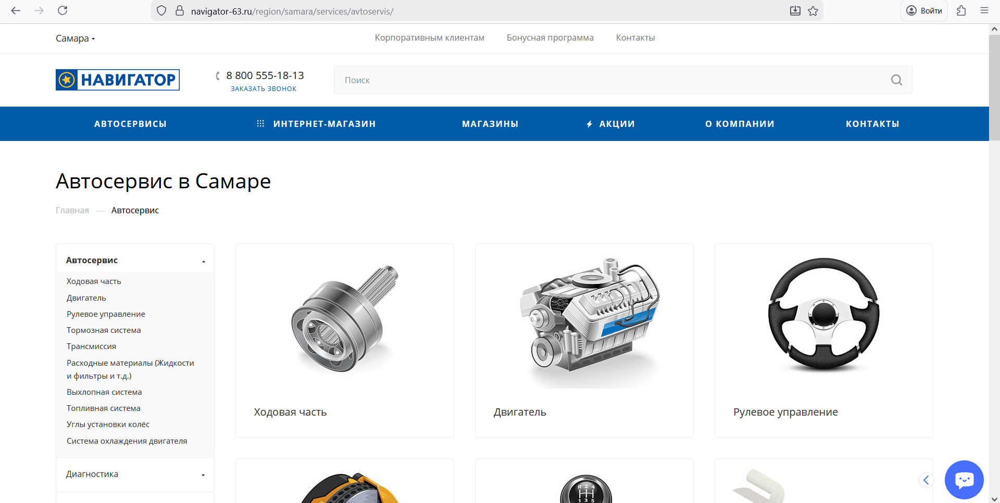 navigator-63.ru/region/samara/services/avtoservis/
Войти
Самара
Корпоративным клиентам
Бонусная программа
Контакты
НАВИГАТОР
8 800 555-18-13
ЗАКАЗАТЬ ЗВОНОК
Поиск
АВТОСЕРВИСЫ
ИНТЕРНЕТ-МАГАЗИН
МАГАЗИНЫ
АКЦИИ
О КОМПАНИИ
КОНТАКТЫ
Автосервис в Самаре
Главная — Автосервис
Автосервис
Ходовая часть
Двигатель
Рулевое управление
Тормозная система
Трансмиссия
Расходные материалы (Жидкости
и фильтры и т.д.)
Выхлопная система
Топливная система
Углы установки колёс
Система охлаждения двигателя
Диагностика
Ходовая часть
Двигатель
Рулевое управление
R 2 4
1 3 5